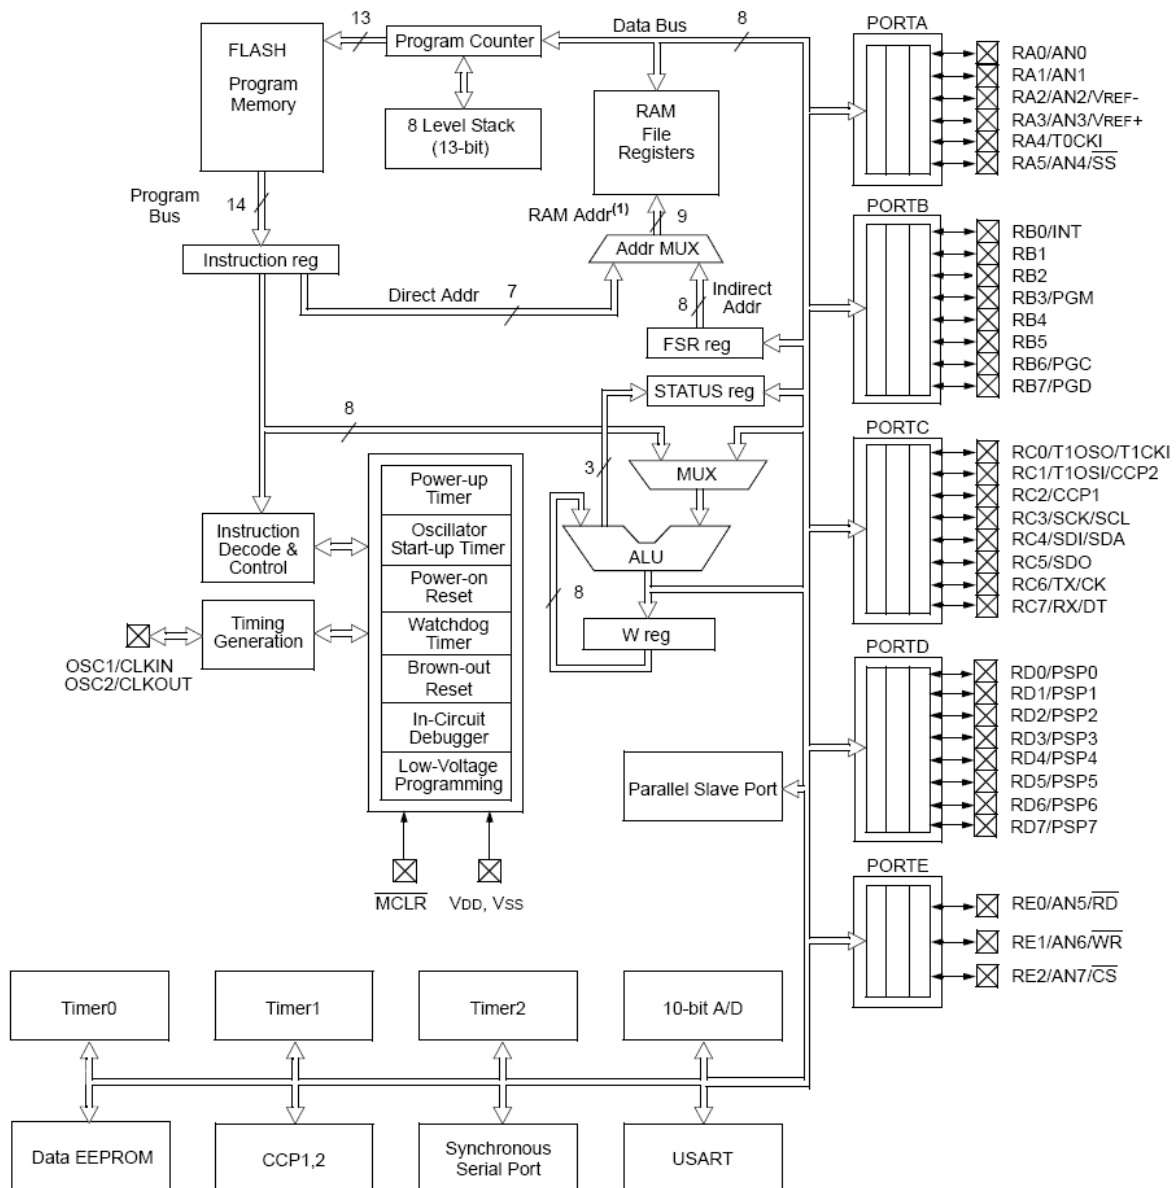 FLASH
Program
Memory
13
Program Counter
Data Bus
8
8 Level Stack
(13-bit)
RAM
File
Registers
Program
Bus
14
RAM Addr(1)
9
Addr MUX
Instruction reg
Direct Addr
7
8
Indirect
Addr
FSR reg
STATUS reg
8
3
MUX
ALU
8
W reg
Power-up
Timer
Oscillator
Start-up Timer
Power-on
Reset
Watchdog
Timer
Brown-out
Reset
In-Circuit
Debugger
Low-Voltage
Programming
Instruction
Decode &
Control
Timing
Generation
OSC1/CLKIN
OSC2/CLKOUT
MCLR
VDD, VSS
Parallel Slave Port
PORTA
RA0/AN0
RA1/AN1
RA2/AN2/VREF-
RA3/AN3/VREF+
RA4/T0CKI
RA5/AN4/SS
PORTB
RB0/INT
RB1
RB2
RB3/PGM
RB4
RB5
RB6/PGC
RB7/PGD
PORTC
RC0/T1OSO/T1CKI
RC1/T1OSI/CCP2
RC2/CCP1
RC3/SCK/SCL
RC4/SDI/SDA
RC5/SDO
RC6/TX/CK
RC7/RX/DT
PORTD
RD0/PSP0
RD1/PSP1
RD2/PSP2
RD3/PSP3
RD4/PSP4
RD5/PSP5
RD6/PSP6
RD7/PSP7
PORTE
RE0/AN5/RD
RE1/AN6/WR
RE2/AN7/CS
Timer0
Timer1
Timer2
10-bit A/D
Data EEPROM
CCP1,2
Synchronous
Serial Port
USART